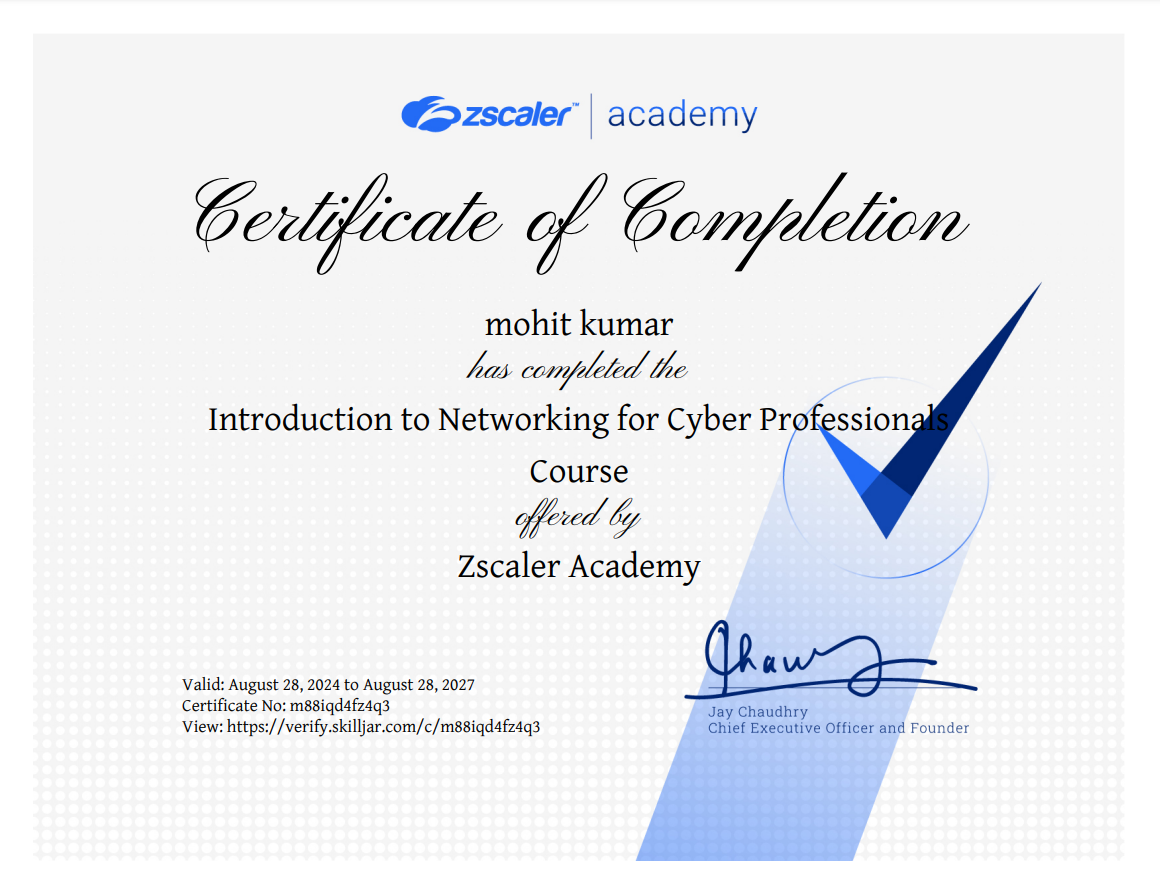 zscaler™ | academy
Certificate of Completion
mohit kumar
has completed the
Introduction to Networking for Cyber Professionals
Course
offered by
Zscaler Academy
Valid: August 28, 2024 to August 28, 2027
Certificate No: m88iqd4fz4q3
View: https://verify.skilljar.com/c/m88iqd4fz4q3
Jay Chaudhry
Chief Executive Officer and Founder